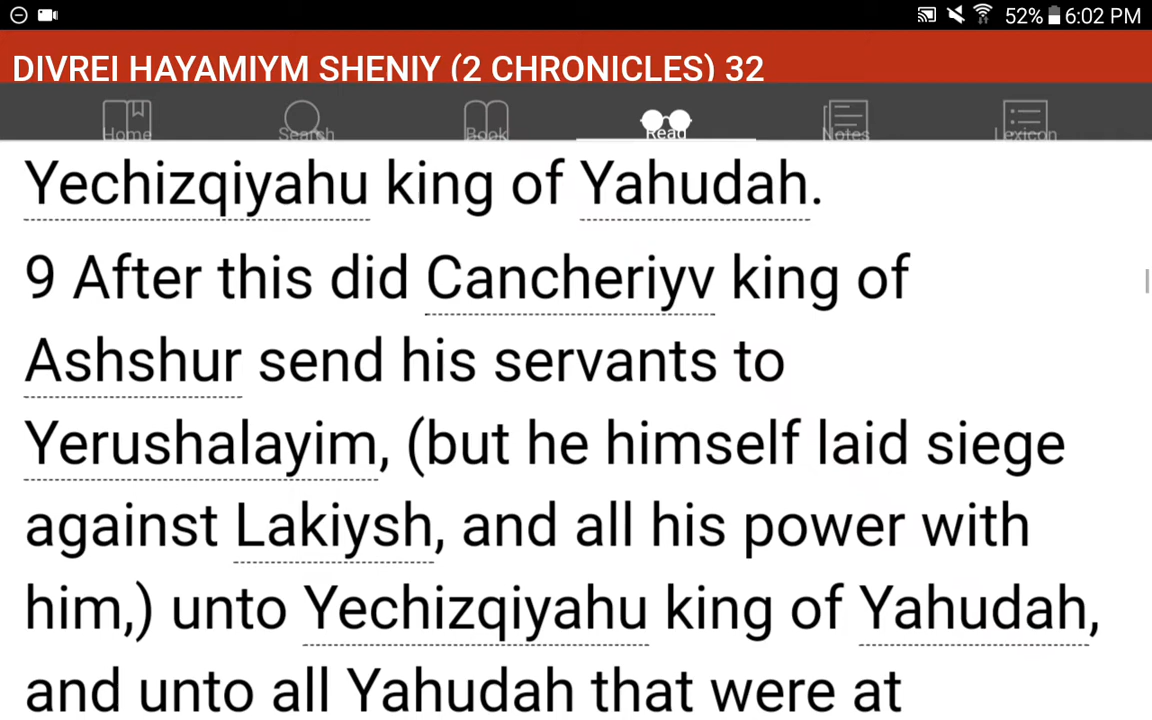 52% 6:02 PM
DIVREI HAYAMIYM SHENIY (2 CHRONICLES) 32
Home Search Book Read Notes Lexicon
Yechizqiyahu king of Yahudah.
9 After this did Cancheriyv king of
Ashshur send his servants to
Yerushalayim, (but he himself laid siege
against Lakiysh, and all his power with
him,) unto Yechizqiyahu king of Yahudah,
and unto all Yahudah that were at